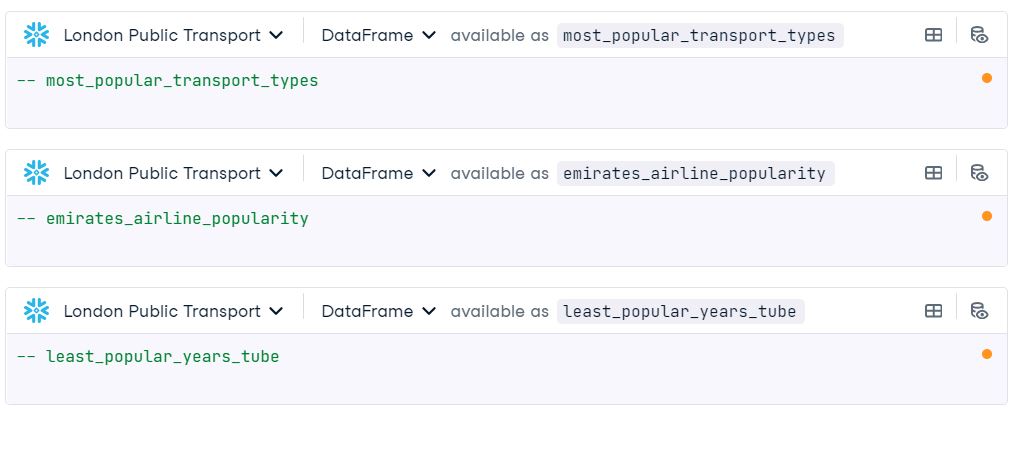 London Public Transport DataFrame available as most_popular_transport_types
-- most_popular_transport_types
London Public Transport DataFrame available as emirates_airline_popularity
-- emirates_airline_popularity
London Public Transport DataFrame available as least_popular_years_tube
-- least_popular_years_tube